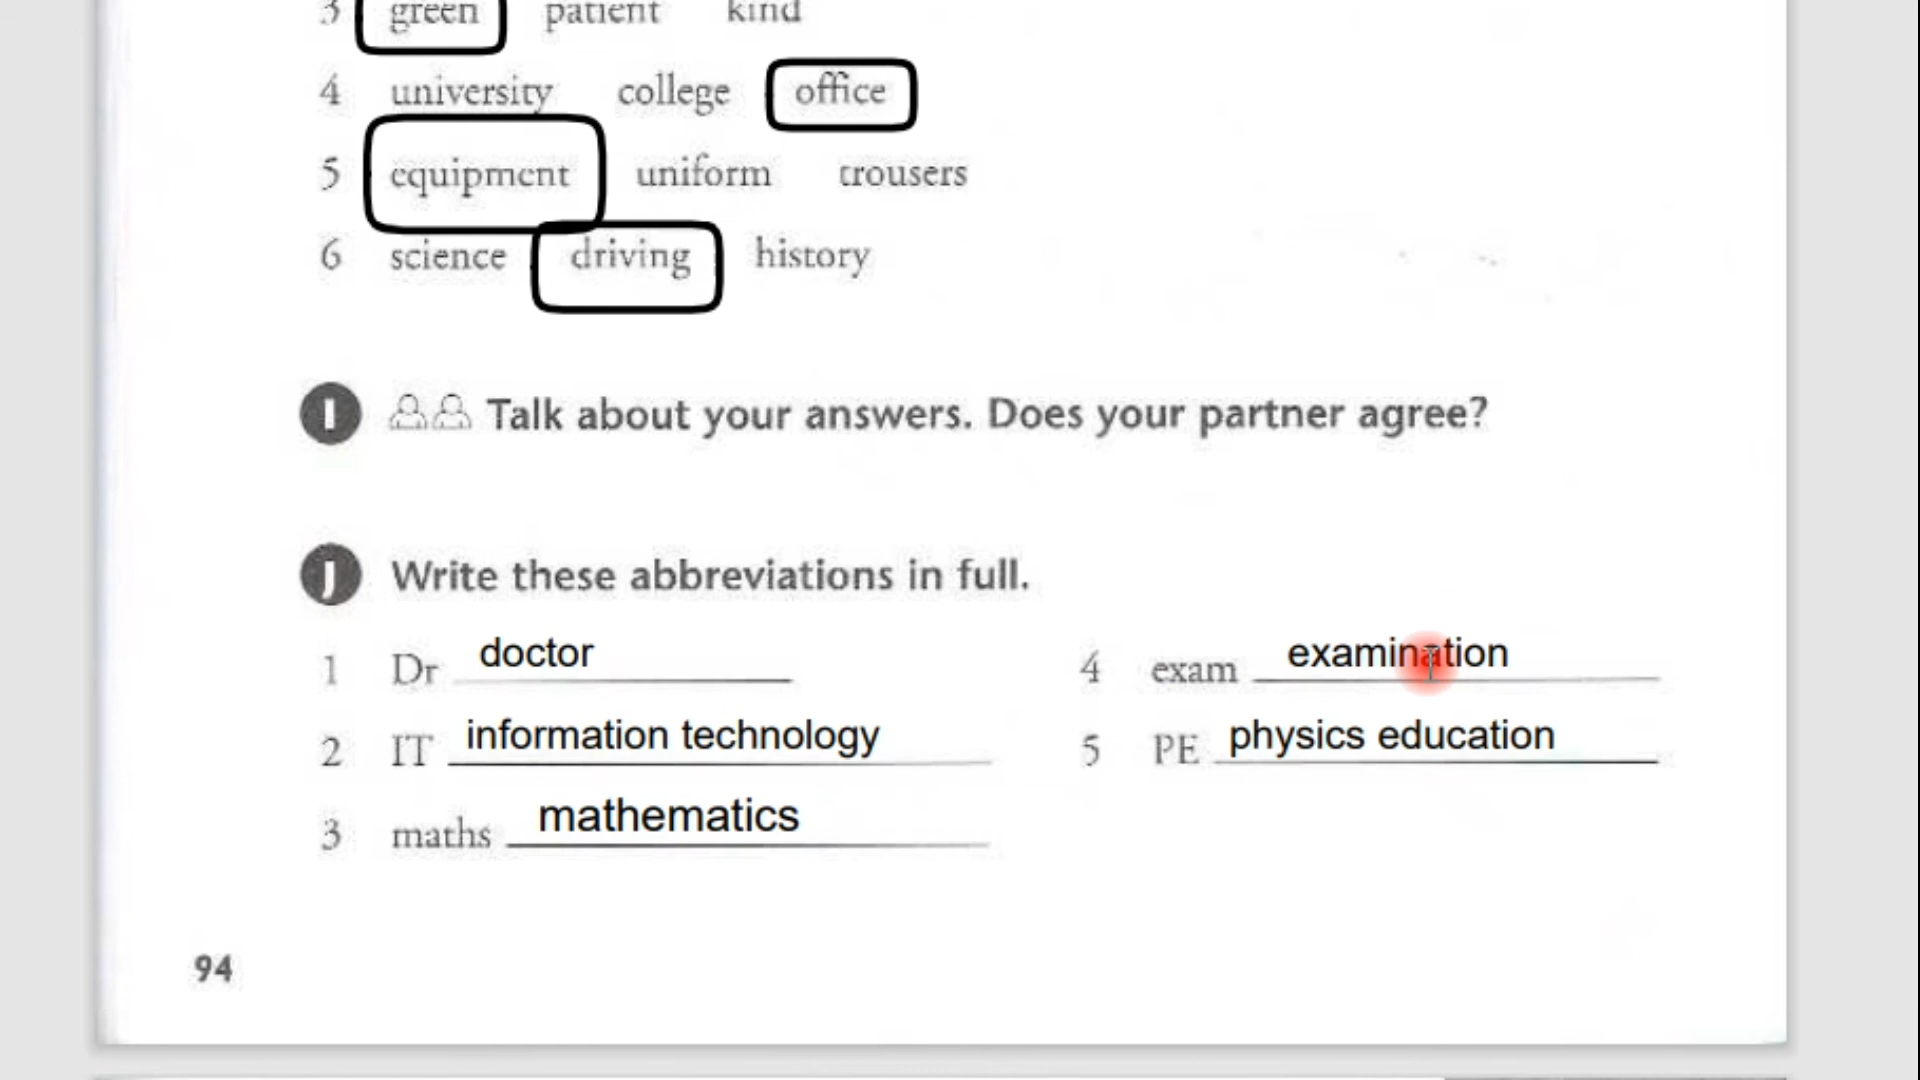 3 green patient kind
4 university college office
5 equipment uniform trousers
6 science driving history
I Talk about your answers. Does your partner agree?
J Write these abbreviations in full.
1 Dr doctor
4 exam examination
2 IT information technology
5 PE physics education
3 maths mathematics
94